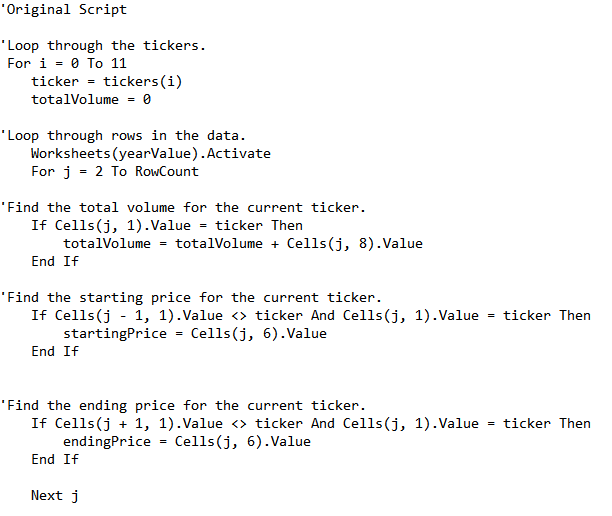 'Original Script
'Loop through the tickers.
For i = 0 To 11
ticker = tickers(i)
totalVolume = 0
'Loop through rows in the data.
Worksheets(yearValue).Activate
For j = 2 To RowCount
'Find the total volume for the current ticker.
If Cells(j, 1).Value = ticker Then
totalVolume = totalVolume + Cells(j, 8).Value
End If
'Find the starting price for the current ticker.
If Cells(j - 1, 1).Value <> ticker And Cells(j, 1).Value = ticker Then
startingPrice = Cells(j, 6).Value
End If
'Find the ending price for the current ticker.
If Cells(j + 1, 1).Value <> ticker And Cells(j, 1).Value = ticker Then
endingPrice = Cells(j, 6).Value
End If
Next j